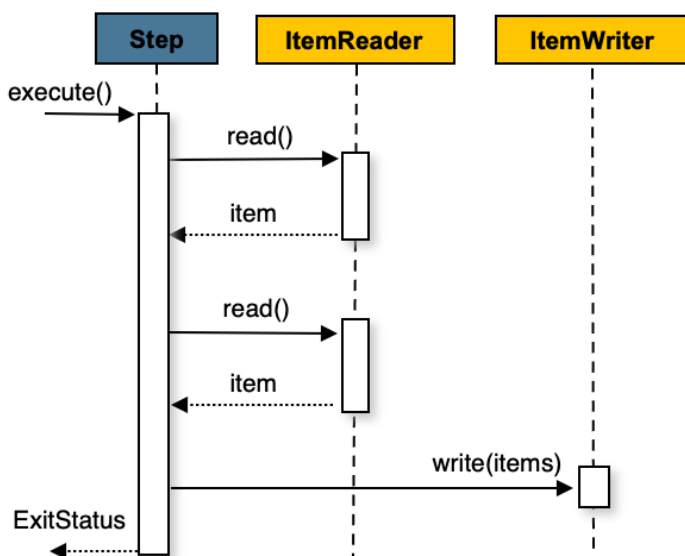 Step
ItemReader
ItemWriter
execute()
read()
item
read()
item
write(items)
ExitStatus